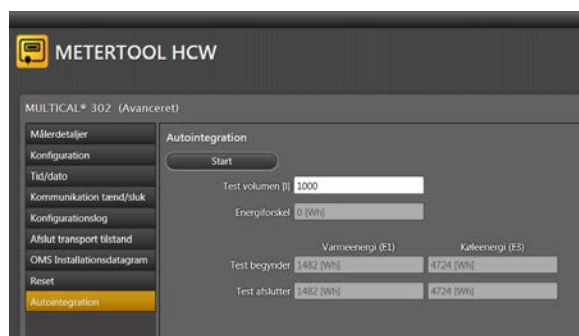 METERTOOL HCW
MULTICAL® 302 (Avanceret)
Målerdetaljer
Konfiguration
Tid/dato
Kommunikation tænd/sluk
Konfigurationslog
Afslut transport tilstand
OMS Installationsdatagram
Reset
Autointegration
Autointegration
Start
Test volumen [l] 1000
Energiforskel 0 [Wh]
Varmeenergi (E1) Køleenergi (E3)
Test begynder 1482 [Wh] 4724 [Wh]
Test afslutter 1482 [Wh] 4724 [Wh]